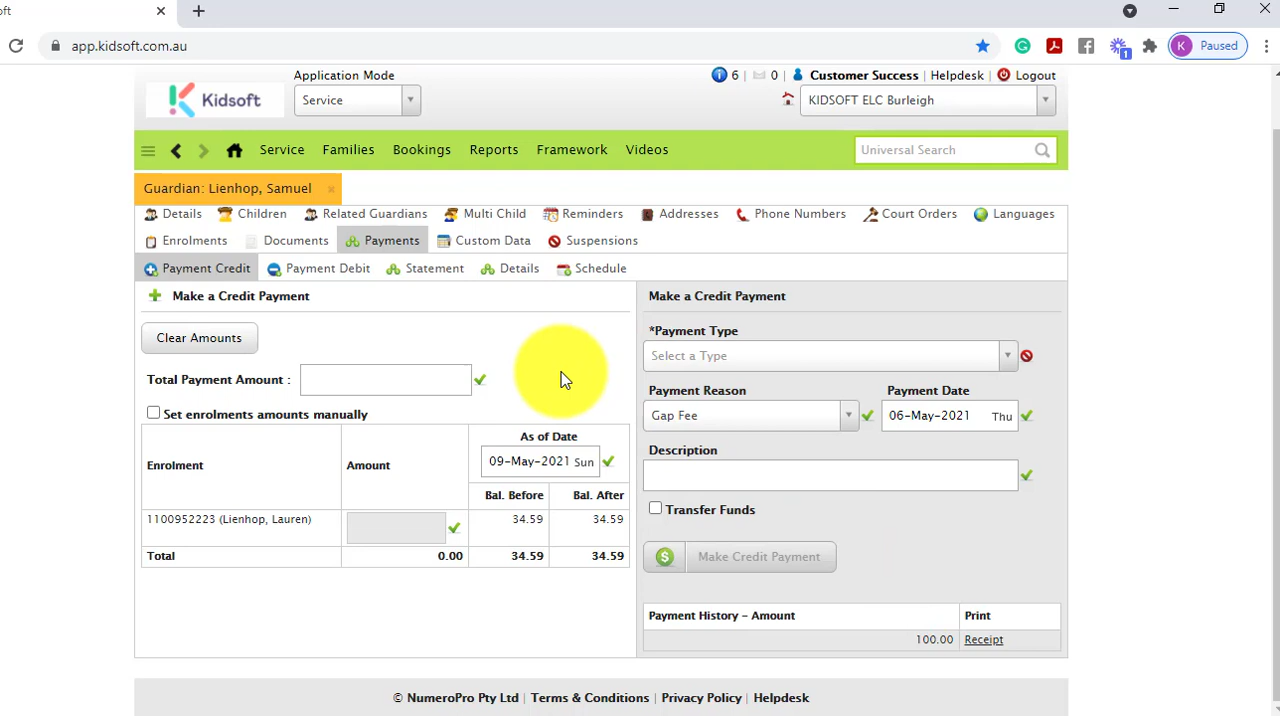 oft
app.kidsoft.com.au
1
K Paused
Kidsoft
Application Mode
Service
6 0 Customer Success | Helpdesk | Logout
KIDSOFT ELC Burleigh
Service Families Bookings Reports Framework Videos
Universal Search
Guardian: Lienhop, Samuel x
Details Children Related Guardians Multi Child Reminders Addresses Phone Numbers Court Orders Languages
Enrolments Documents Payments Custom Data Suspensions
Payment Credit Payment Debit Statement Details Schedule
Make a Credit Payment
Clear Amounts
Total Payment Amount :
Set enrolments amounts manually
Enrolment Amount As of Date
09-May-2021 Sun
Bal. Before Bal. After
1100952223 (Lienhop, Lauren) 34.59 34.59
Total 0.00 34.59 34.59
Make a Credit Payment
*Payment Type
Select a Type
Payment Reason Payment Date
Gap Fee 06-May-2021 Thu
Description
Transfer Funds
$ Make Credit Payment
Payment History - Amount Print
100.00 Receipt
© NumeroPro Pty Ltd | Terms & Conditions | Privacy Policy | Helpdesk